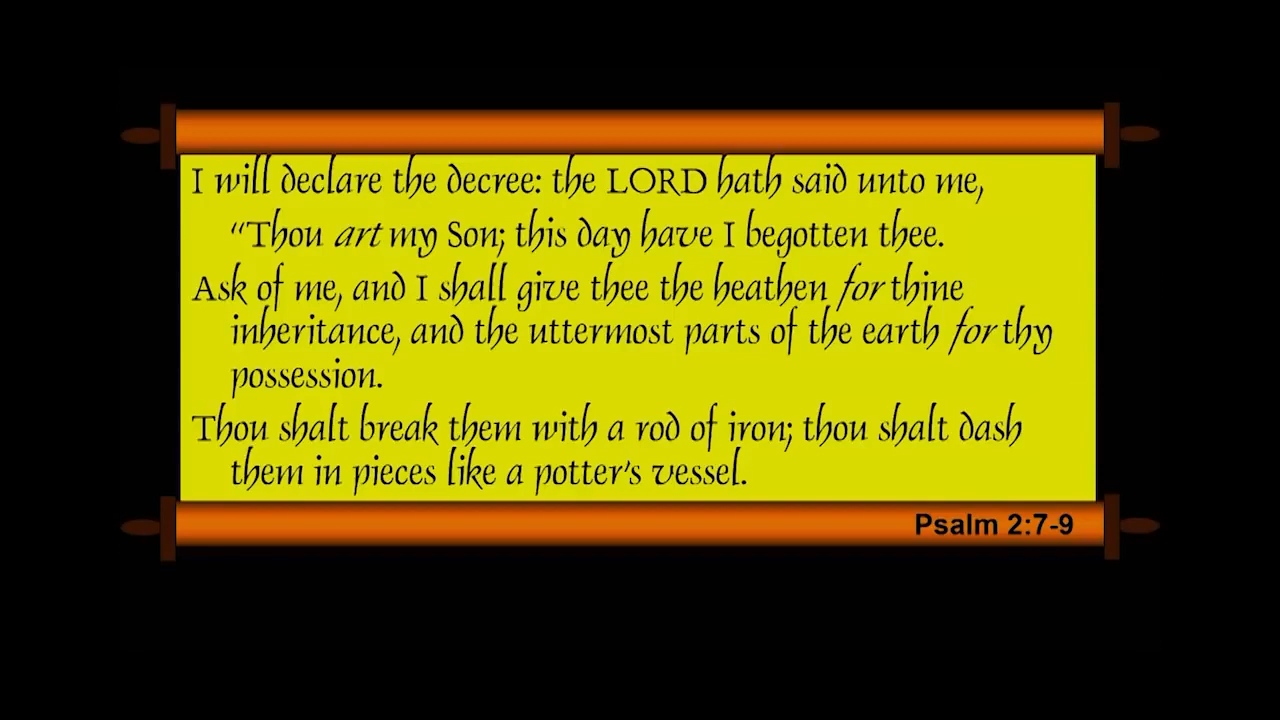 I will declare the decree: the LORD hath said unto me,
“Thou art my Son; this day have I begotten thee.
Ask of me, and I shall give thee the heathen for thine
inheritance, and the uttermost parts of the earth for thy
possession.
Thou shalt break them with a rod of iron; thou shalt dash
them in pieces like a potter’s vessel.
Psalm 2:7-9